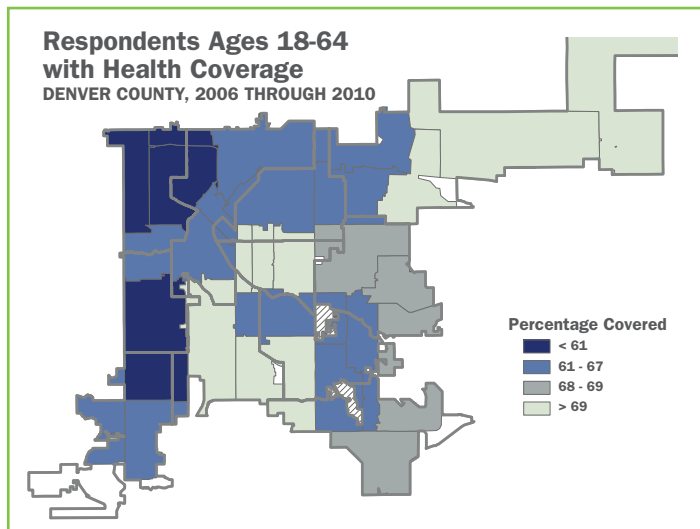 Respondents Ages 18-64
with Health Coverage
DENVER COUNTY, 2006 THROUGH 2010
Percentage Covered
< 61
61 - 67
68 - 69
> 69